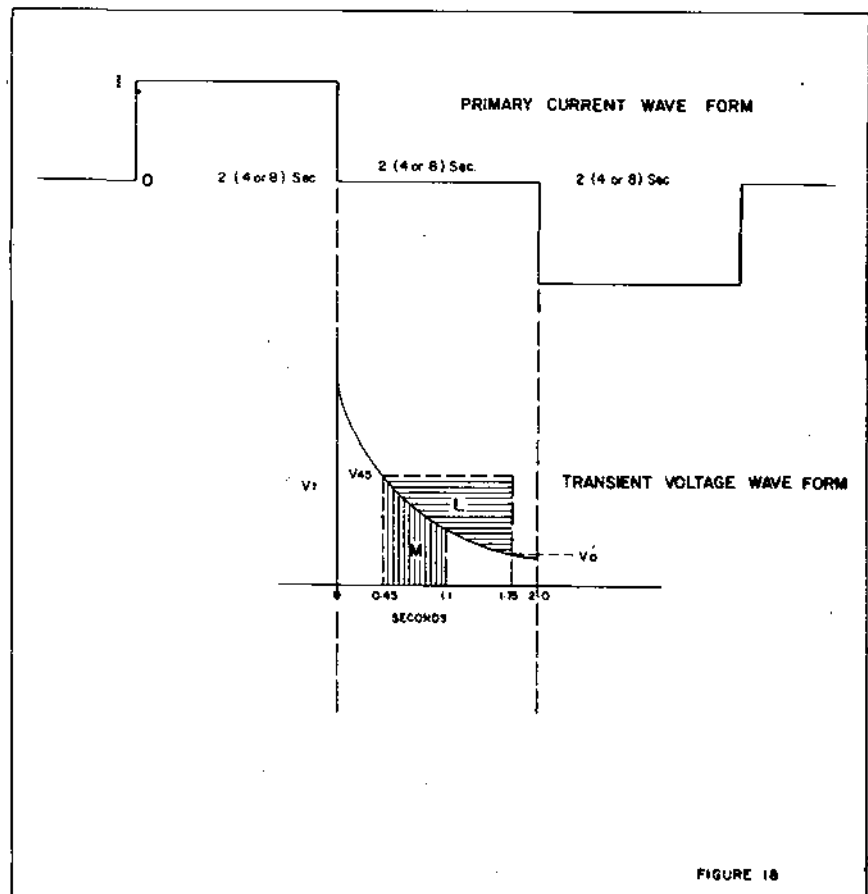 I
PRIMARY CURRENT WAVE FORM
0
2 (4 or 8) Sec
2 (4 or 8) Sec.
2 (4 or 8) Sec
V45
TRANSIENT VOLTAGE WAVE FORM
L
M
0.45
1.1
1.75
2.0
SECONDS
FIGURE 18